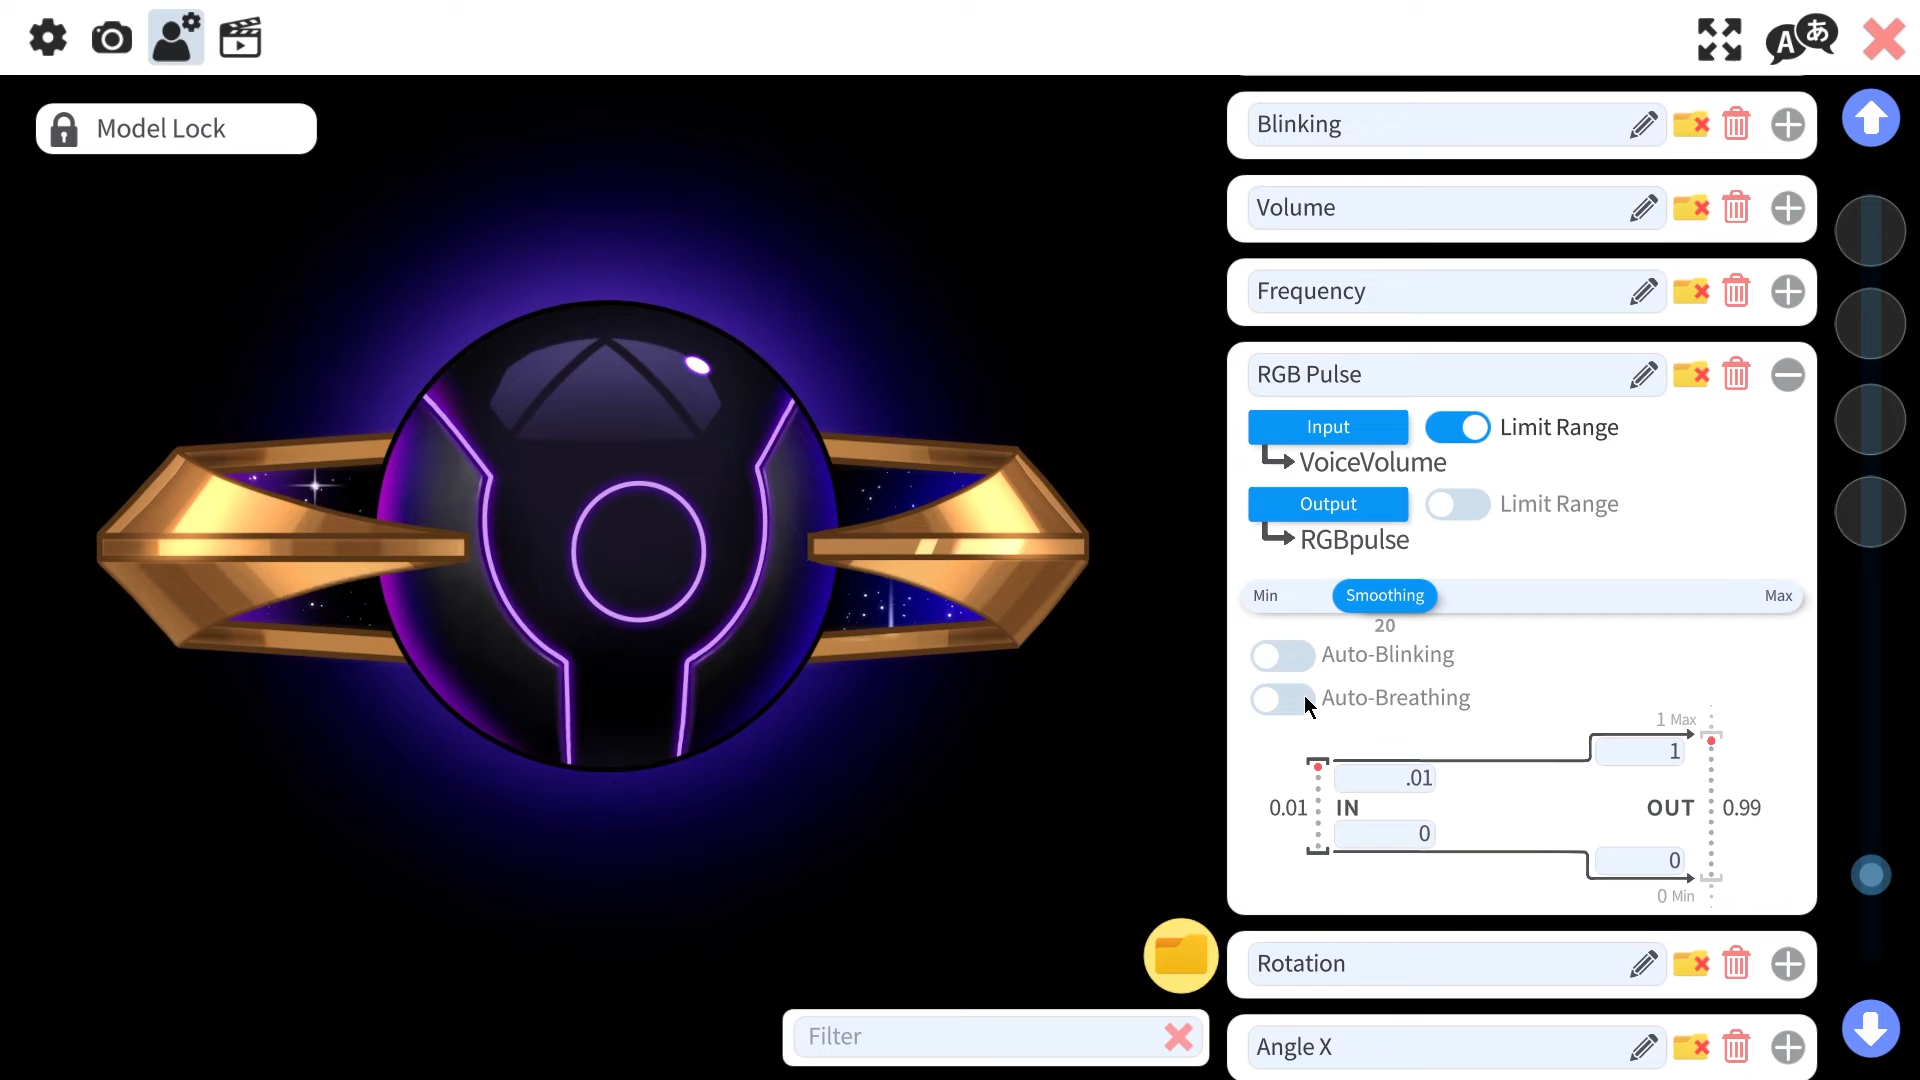 A あ
Model Lock
Blinking
Volume
Frequency
RGB Pulse
Input Limit Range
VoiceVolume
Output Limit Range
RGBpulse
Min Smoothing Max
20
Auto-Blinking
Auto-Breathing
1 Max
1
.01
0.01 IN OUT 0.99
0
0
0 Min
Rotation
Filter
Angle X